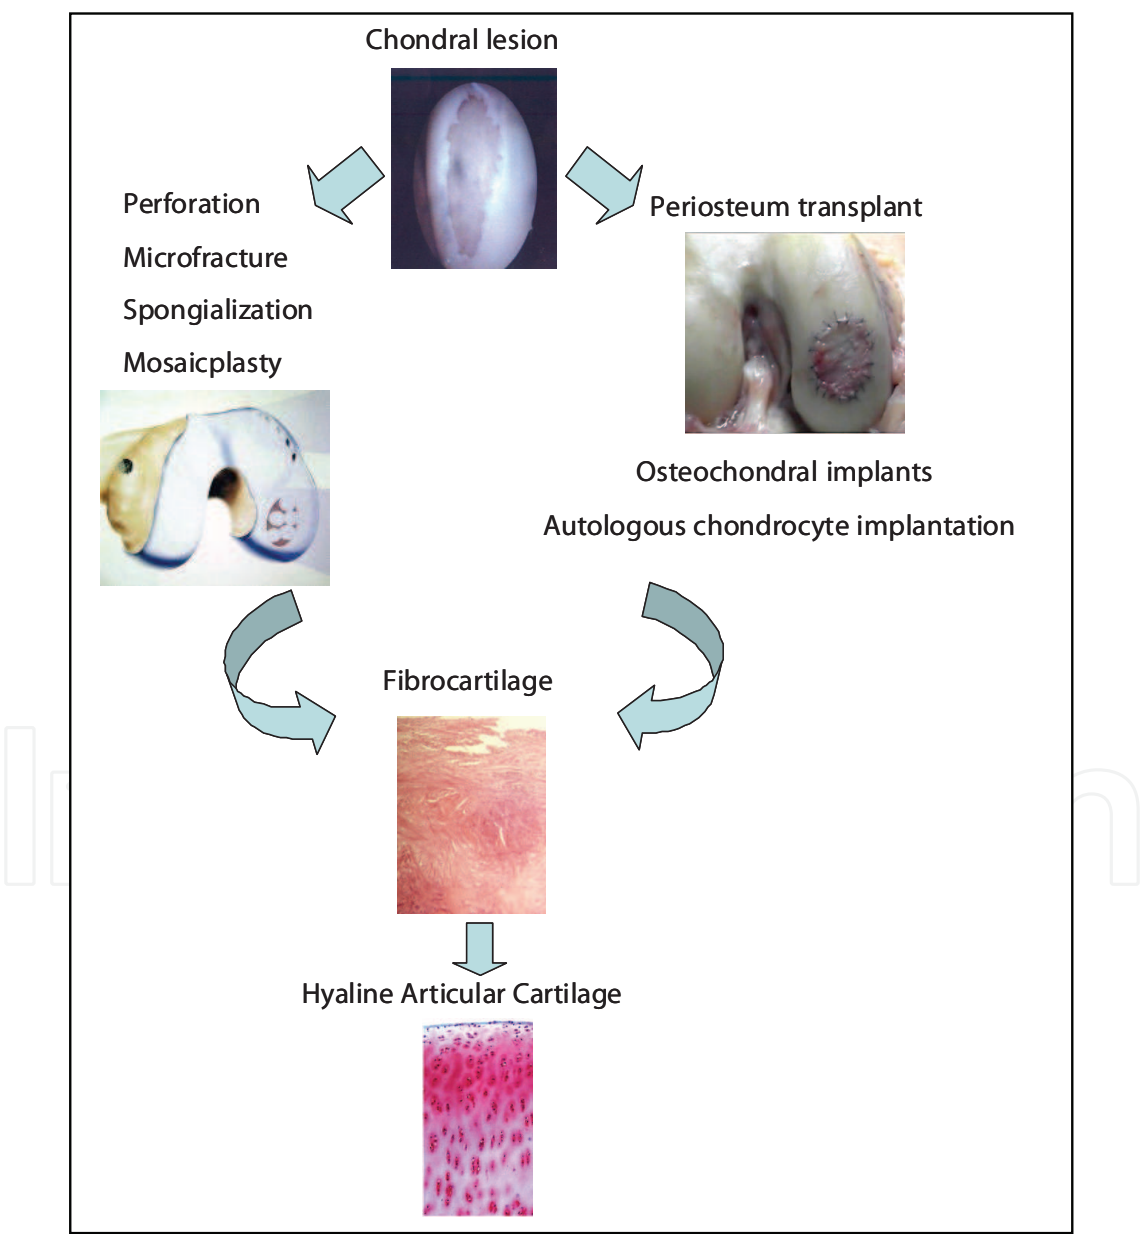 Chondral lesion
Perforation
Microfracture
Spongialization
Mosaicplasty
Periosteum transplant
Osteochondral implants
Autologous chondrocyte implantation
Fibrocartilage
Hyaline Articular Cartilage